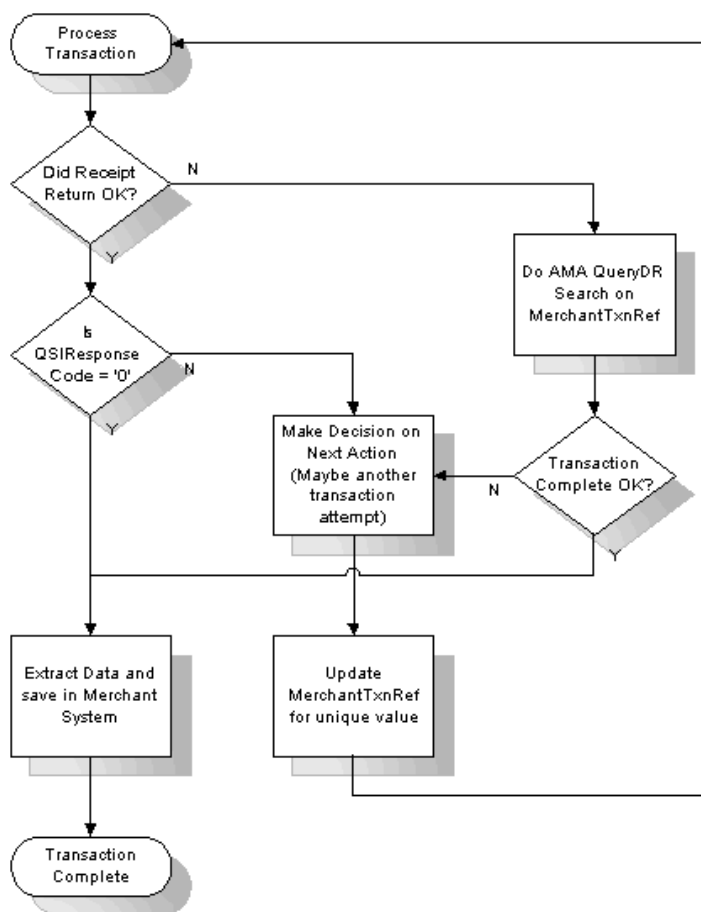 Process
Transaction
Did Receipt
Return OK?
N
Y
Do AMA QueryDR
Search on
MerchantTxnRef
Is
QSIResponse
Code = '0'
N
Y
Make Decision on
Next Action
(Maybe another
transaction
attempt)
Transaction
Complete OK?
N
Y
Extract Data and
save in Merchant
System
Update
MerchantTxnRef
for unique value
Transaction
Complete